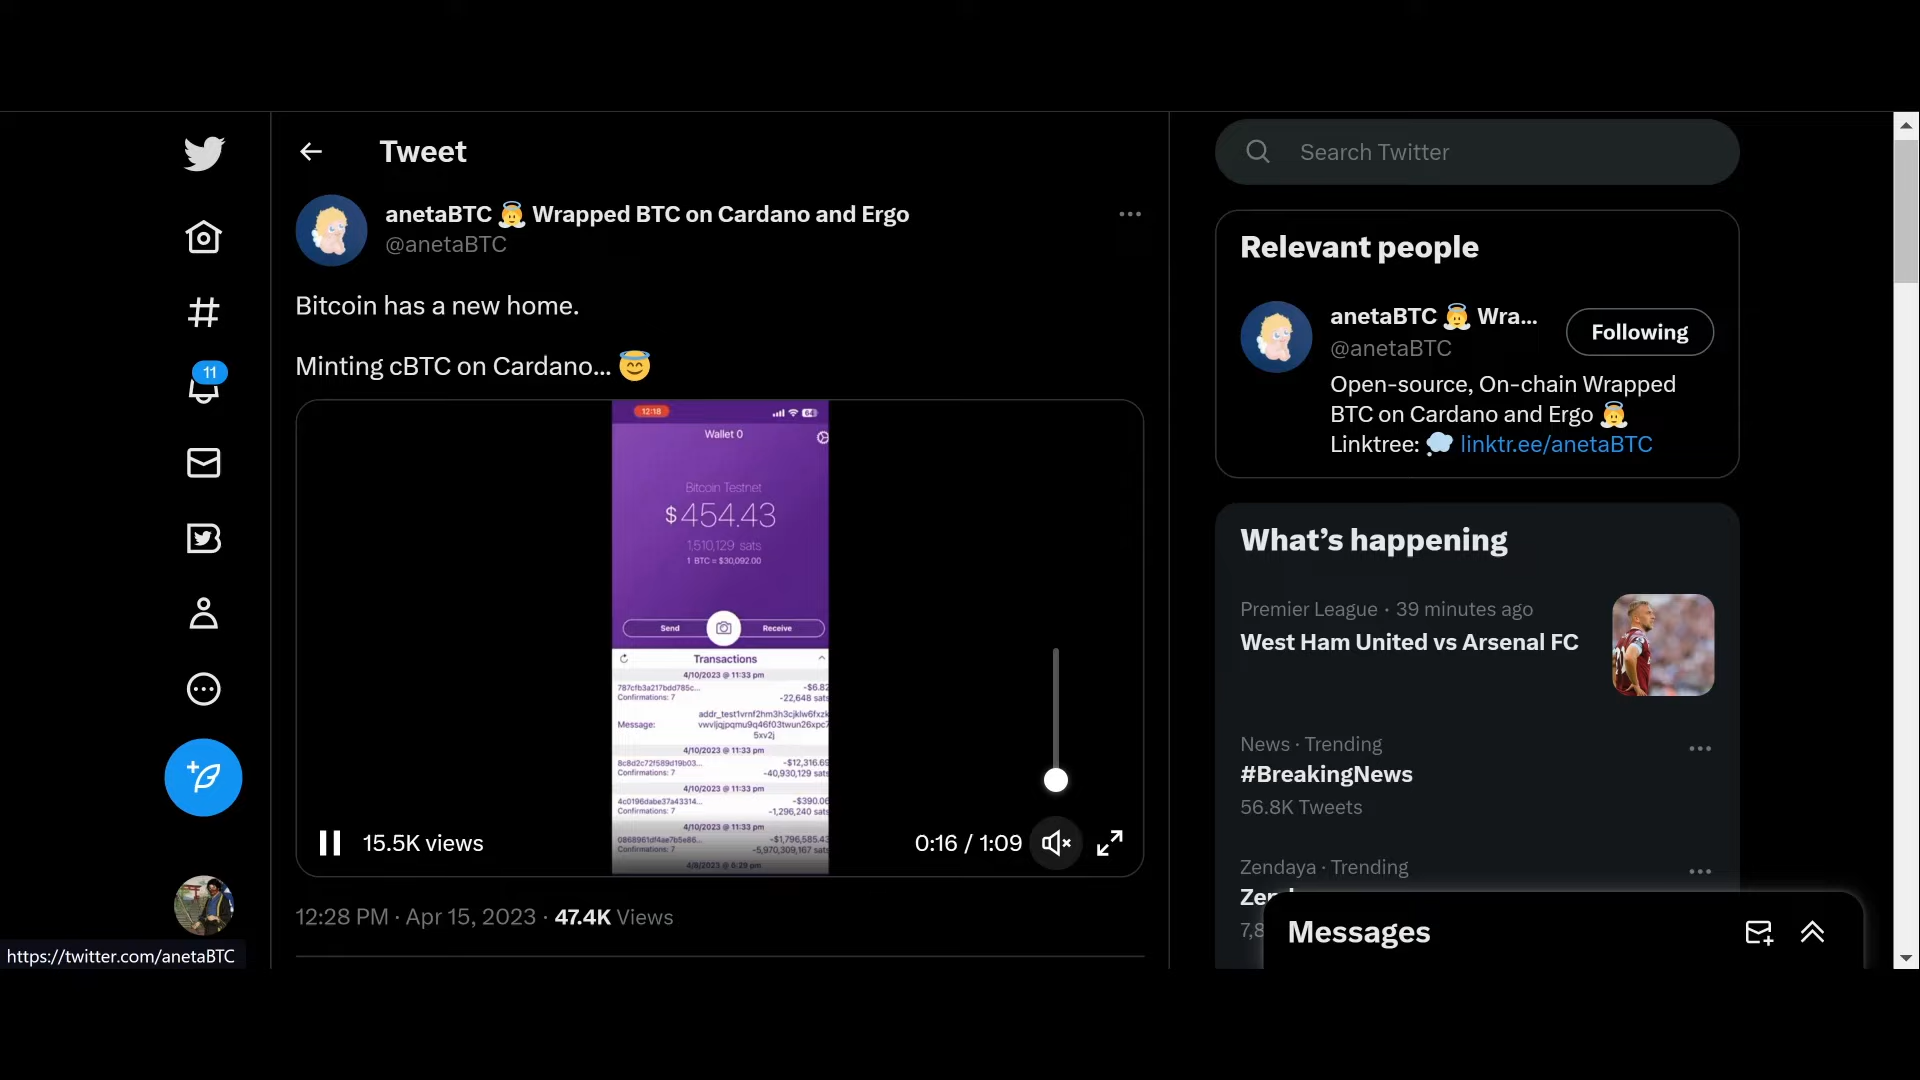 Tweet
Search Twitter
anetaBTC 👼 Wrapped BTC on Cardano and Ergo
@anetaBTC
Bitcoin has a new home.
Minting cBTC on Cardano... 😇
11
12:18
64
Wallet 0
Bitcoin Testnet
$454.43
1,510,129 sats
1 BTC = $30,092.00
Send
Receive
Transactions
4/10/2023 @ 11:33 pm
787cfb3a217bdd785c...
-$6.82
Confirmations: 7
-22,648 sats
Message:
4/10/2023 @ 11:33 pm
8c8d2c72f589d19b03...
-$12,316.69
Confirmations: 7
-40,930,129 sats
4/10/2023 @ 11:33 pm
4c0196dabe37a43314...
-$390.06
Confirmations: 7
-1,296,240 sats
4/10/2023 @ 11:33 pm
0868961df4ae7b5e86...
-$1,796,585.43
Confirmations: 7
-5,970,309,167 sats
4/8/2023 @ 6:29 pm
15.5K views
0:16 / 1:09
12:28 PM · Apr 15, 2023 · 47.4K Views
https://twitter.com/anetaBTC
Relevant people
anetaBTC 👼 Wra...
@anetaBTC
Following
Open-source, On-chain Wrapped
BTC on Cardano and Ergo 👼
Linktree: 💭 linktr.ee/anetaBTC
What's happening
Premier League · 39 minutes ago
West Ham United vs Arsenal FC
News · Trending
#BreakingNews
56.8K Tweets
Zendaya · Trending
Messages